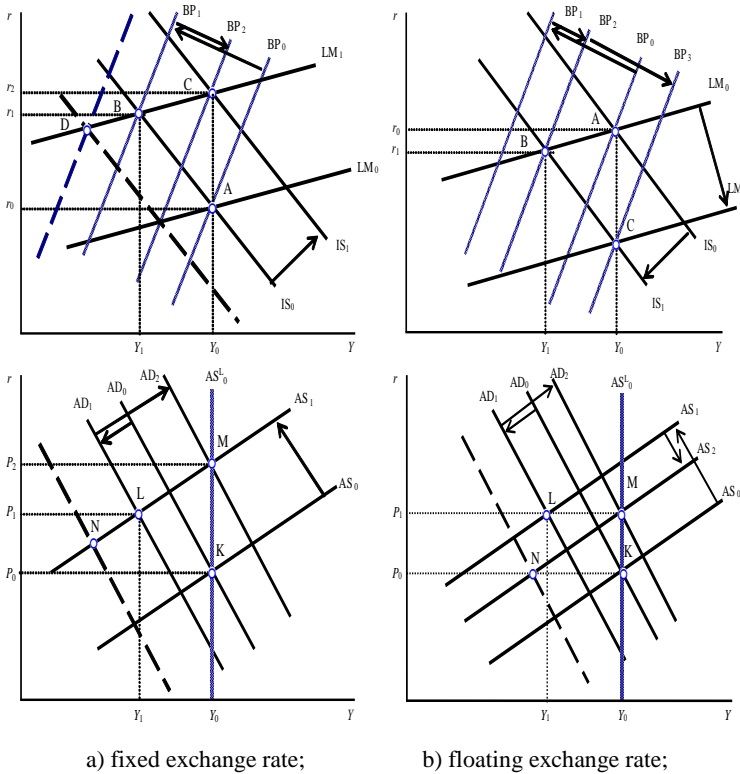 r
BP1
BP2
BP0
LM1
r2
r1
C
B
D
A
LM0
r0
IS1
IS0
Y1
Y0
Y
r
BP1
BP2
BP0
BP3
LM0
r0
r1
A
B
LM
C
IS0
IS1
Y1
Y0
Y
r
AD2
AD0
AD1
ASL0
AS1
M
P2
AS0
P1
L
N
K
P0
Y1
Y0
Y
r
AD2
AD0
AD1
ASL0
AS1
AS2
AS0
L
M
P1
N
K
P0
Y1
Y0
Y
a) fixed exchange rate;
b) floating exchange rate;